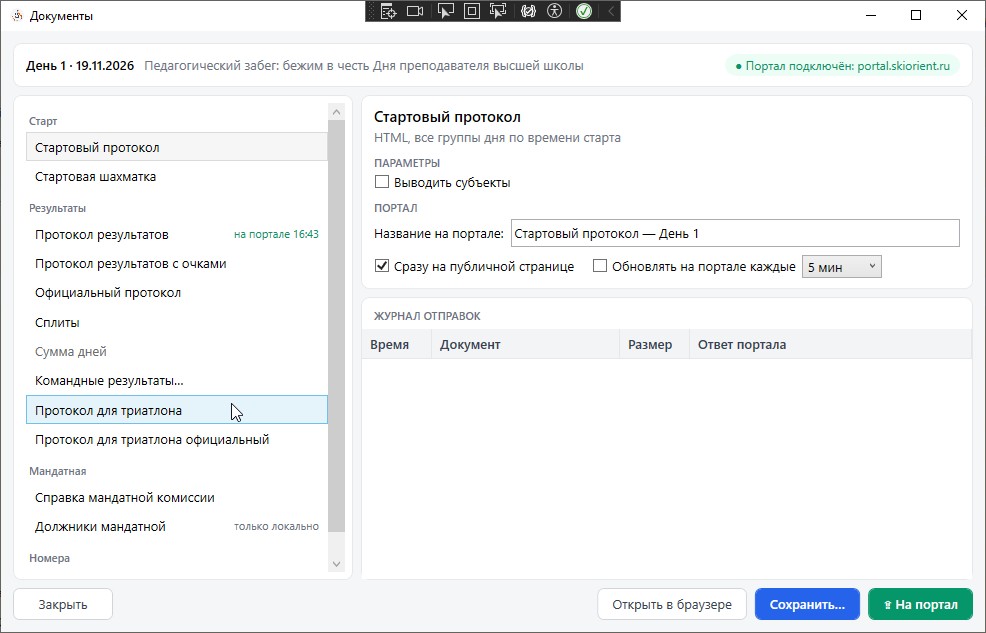 Документы
День 1 · 19.11.2026 Педагогический забег: бежим в честь Дня преподавателя высшей школы
● Портал подключён: portal.skiorient.ru
Старт
Стартовый протокол
Стартовая шахматка
Результаты
Протокол результатов на портале 16:43
Протокол результатов с очками
Официальный протокол
Сплиты
Сумма дней
Командные результаты...
Протокол для триатлона
Протокол для триатлона официальный
Мандатная
Справка мандатной комиссии
Должники мандатной только локально
Номера
Стартовый протокол
HTML, все группы дня по времени старта
ПАРАМЕТРЫ
Выводить субъекты
ПОРТАЛ
Название на портале: Стартовый протокол — День 1
Сразу на публичной странице Обновлять на портале каждые 5 мин
ЖУРНАЛ ОТПРАВОК
Время Документ Размер Ответ портала
Закрыть Открыть в браузере Сохранить... ⇪ На портал